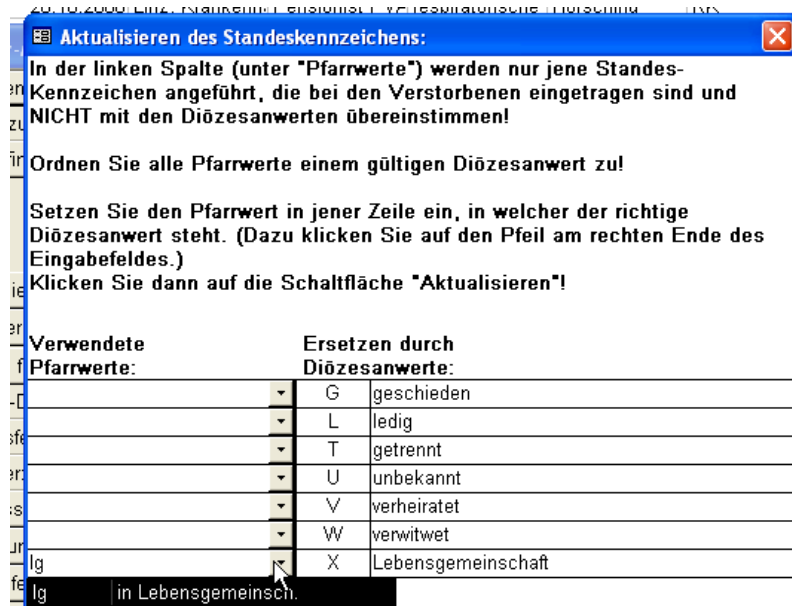 Aktualisieren des Standeskennzeichens:
In der linken Spalte (unter "Pfarrwerte") werden nur jene Standes-
Kennzeichen angeführt, die bei den Verstorbenen eingetragen sind und
NICHT mit den Diözesanwerten übereinstimmen!
Ordnen Sie alle Pfarrwerte einem gültigen Diözesanwert zu!
Setzen Sie den Pfarrwert in jener Zeile ein, in welcher der richtige
Diözesanwert steht. (Dazu klicken Sie auf den Pfeil am rechten Ende des
Eingabefeldes.)
Klicken Sie dann auf die Schaltfläche "Aktualisieren"!
Verwendete Ersetzen durch
Pfarrwerte: Diözesanwerte:
G geschieden
L ledig
T getrennt
U unbekannt
V verheiratet
W verwitwet
lg X Lebensgemeinschaft
lg in Lebensgemeinsch.